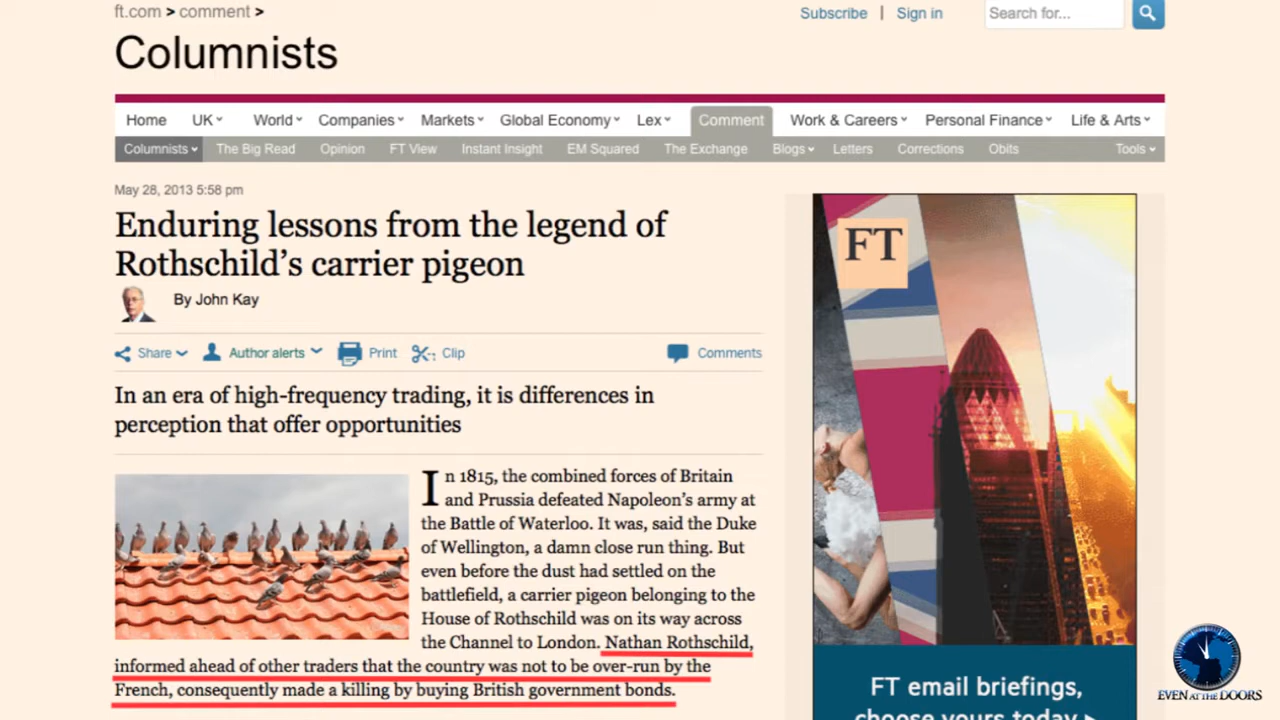 ft.com > comment >
Subscribe | Sign in
Search for...
Columnists
Home UK World Companies Markets Global Economy Lex Comment Work & Careers Personal Finance Life & Arts
Columnists The Big Read Opinion FT View Instant Insight EM Squared The Exchange Blogs Letters Corrections Obits Tools
May 28, 2013 5:58 pm
Enduring lessons from the legend of
Rothschild’s carrier pigeon
By John Kay
Share Author alerts Print Clip Comments
In an era of high-frequency trading, it is differences in
perception that offer opportunities
In 1815, the combined forces of Britain
and Prussia defeated Napoleon’s army at
the Battle of Waterloo. It was, said the Duke
of Wellington, a damn close run thing. But
even before the dust had settled on the
battlefield, a carrier pigeon belonging to the
House of Rothschild was on its way across
the Channel to London. Nathan Rothschild,
informed ahead of other traders that the country was not to be over-run by the
French, consequently made a killing by buying British government bonds.
FT
FT email briefings,
choose yours today
EVEN AT THE DOORS